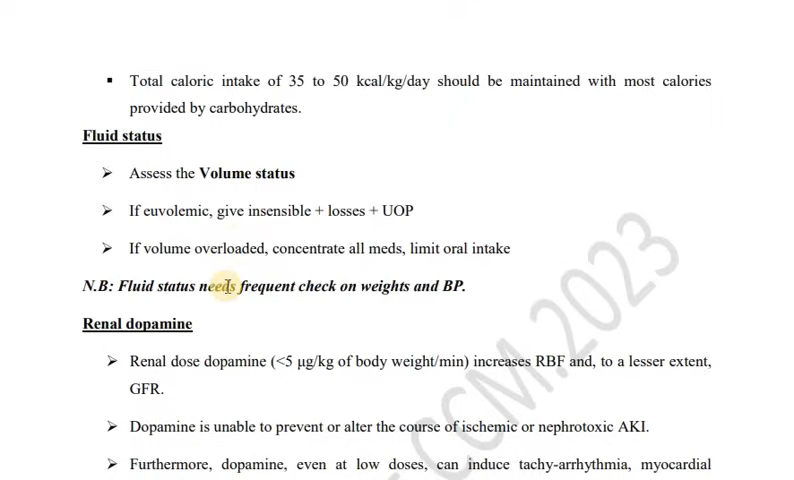 ▪ Total caloric intake of 35 to 50 kcal/kg/day should be maintained with most calories
provided by carbohydrates.
Fluid status
➢ Assess the Volume status
➢ If euvolemic, give insensible + losses + UOP
➢ If volume overloaded, concentrate all meds, limit oral intake
N.B: Fluid status needs frequent check on weights and BP.
Renal dopamine
➢ Renal dose dopamine (<5 μg/kg of body weight/min) increases RBF and, to a lesser extent,
GFR.
➢ Dopamine is unable to prevent or alter the course of ischemic or nephrotoxic AKI.
➢ Furthermore, dopamine, even at low doses, can induce tachy-arrhythmia, myocardial
CCM.2023